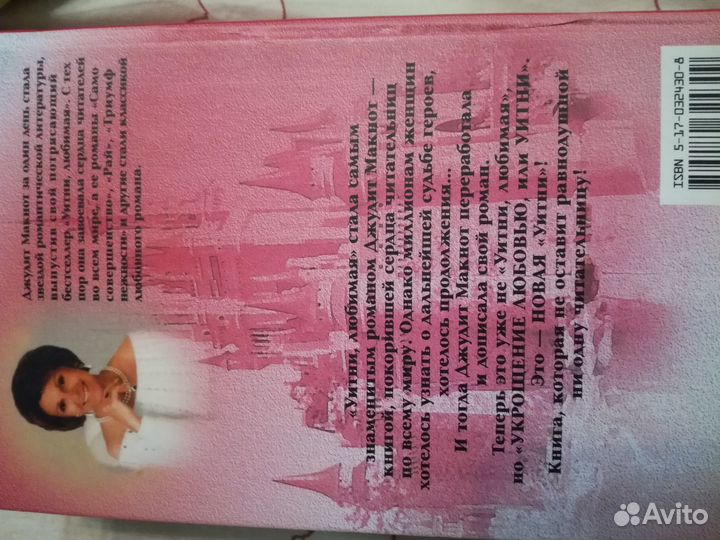 Джудит Макнот за один день стала
звездой романтической литературы,
выпустив свой потрясающий
бестселлер «Уитни, любимая». С тех
пор она завоевала сердца читателей
во всем мире, а ее романы «Само
совершенство», «Рай», «Триумф
нежности» и другие стали классикой
любовного романа.
«Уитни, любимая» стала самым
знаменитым романом Джудит Макнот —
книгой, покорившей сердца читательниц
по всему миру. Однако миллионам женщин
хотелось узнать о дальнейшей судьбе героев,
хотелось продолжения...
И тогда Джудит Макнот переработала
и дописала свой роман.
Теперь это уже не «Уитни, любимая»,
но «УКРОЩЕНИЕ ЛЮБОВЬЮ, или УИТНИ».
Это — НОВАЯ «Уитни»!
Книга, которая не оставит равнодушной
ни одну читательницу!
ISBN 5-17-032430-8
Avito